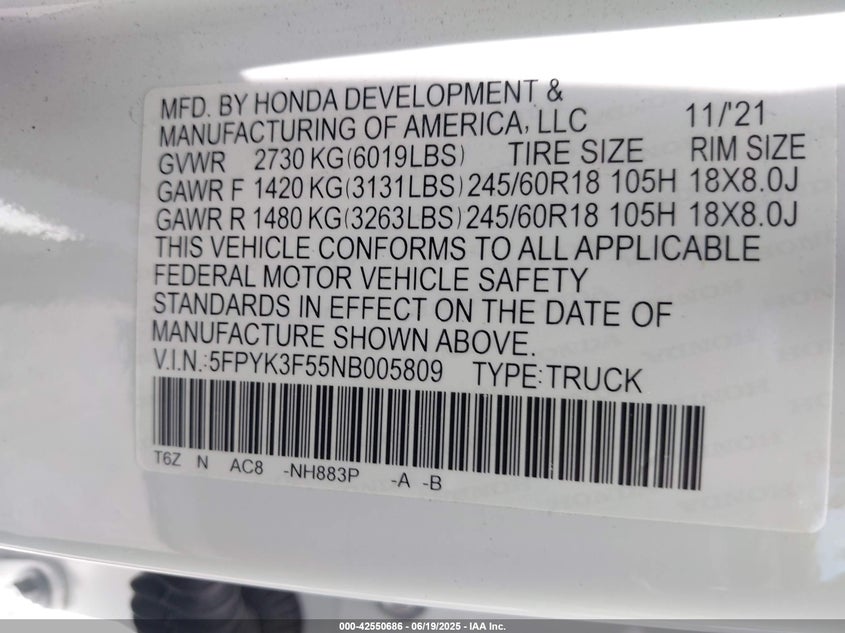 MFD. BY HONDA DEVELOPMENT &
MANUFACTURING OF AMERICA, LLC 11/'21
GVWR 2730 KG(6019LBS) TIRE SIZE RIM SIZE
GAWR F 1420 KG(3131LBS) 245/60R18 105H 18X8.0J
GAWR R 1480 KG(3263LBS) 245/60R18 105H 18X8.0J
THIS VEHICLE CONFORMS TO ALL APPLICABLE
FEDERAL MOTOR VEHICLE SAFETY
STANDARDS IN EFFECT ON THE DATE OF
MANUFACTURE SHOWN ABOVE.
V.I.N.:5FPYK3F55NB005809 TYPE:TRUCK
T6Z N AC8 -NH883P -A -B
000-42550686 - 06/19/2025 - IAA Inc.